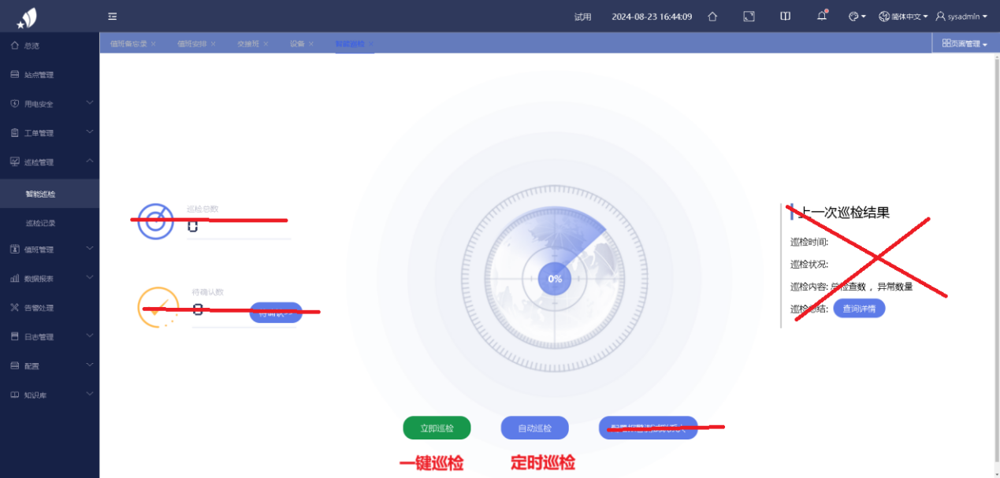 试用 2024-08-23 16:44:09 简体中文 sysadmin
总览
值班备忘录 × 值班安排 × 交接班 × 设备 × 智能巡检 × 页面管理
站点管理
用电安全
工单管理
巡检管理
智能巡检
巡检记录
值班管理
数据报表
告警处理
日志管理
配置
知识库
巡检总数
0
待确认数
0
待确认>>
0%
上一次巡检结果
巡检时间:
巡检状况:
巡检内容: 总检查数 ，异常数量
巡检总结: 查询详情
立即巡检 自动巡检
一键巡检 定时巡检